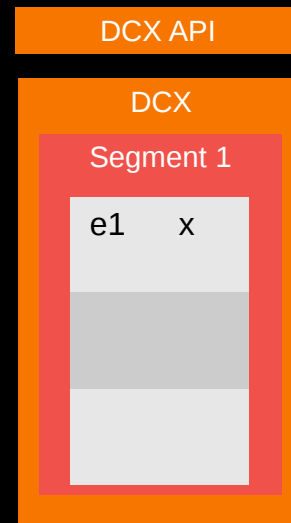 DCX API
DCX
Segment 1
e1 x